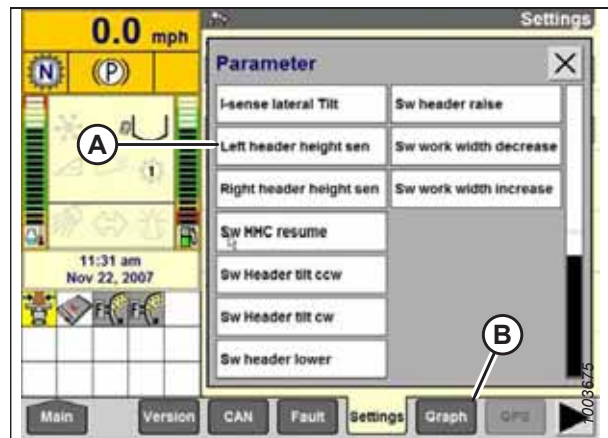 0.0 mph
Settings
N
P
Parameter
I-sense lateral Tilt
Sw header raise
A
Left header height sen
Sw work width decrease
1
Right header height sen
Sw work width increase
Sw HHC resume
11:31 am
Nov 22, 2007
Sw Header tilt ccw
Sw Header tilt cw
B
Sw header lower
1003675
Main
Version
CAN
Fault
Settings
Graph
GPS